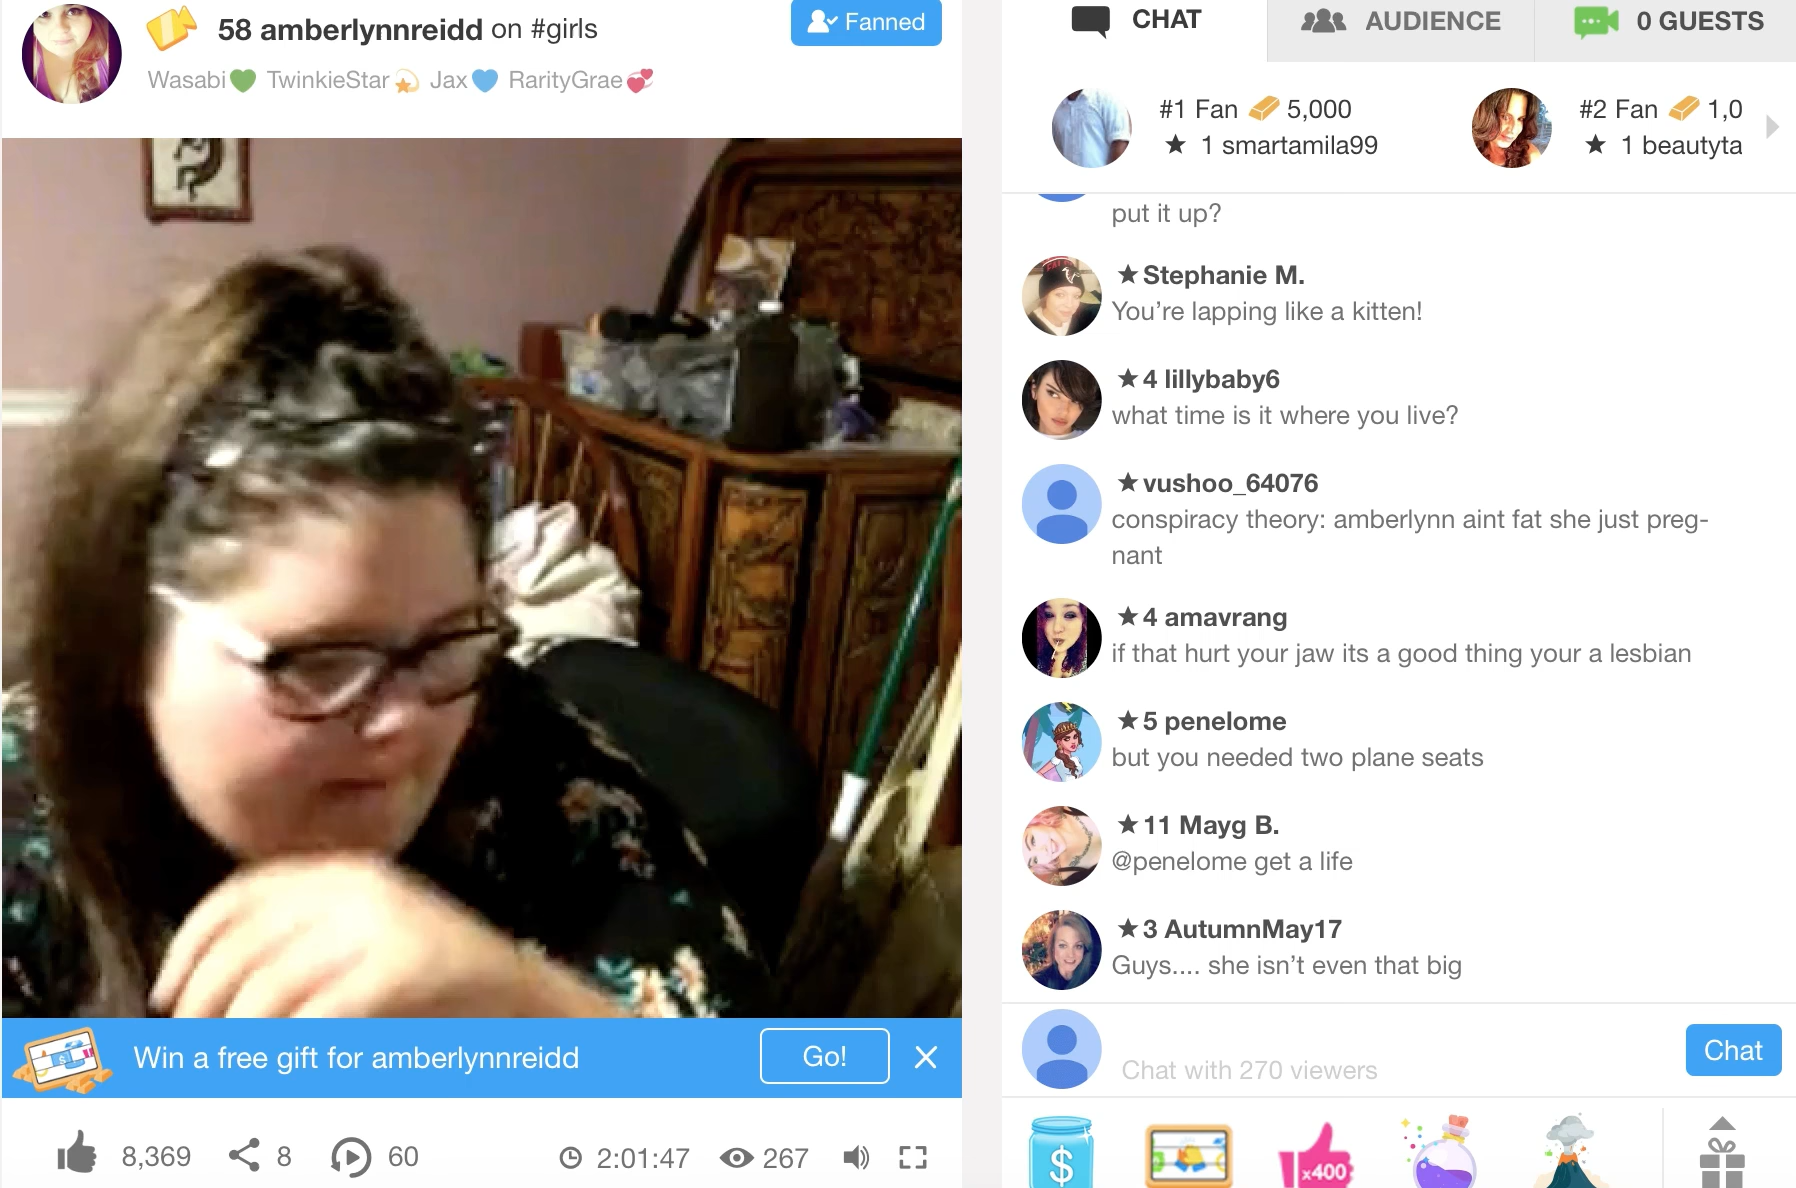 58 amberlynnreidd on #girls
Fanned
Wasabi💚 TwinkieStar💫 Jax💙 RarityGrae💞
Win a free gift for amberlynnreidd
Go!
8,369
8
60
2:01:47
267
CHAT
AUDIENCE
0 GUESTS
#1 Fan 5,000
★ 1 smartamila99
#2 Fan 1,0
★ 1 beautyta
put it up?
★ Stephanie M.
You’re lapping like a kitten!
★ 4 lillybaby6
what time is it where you live?
★ vushoo_64076
conspiracy theory: amberlynn aint fat she just preg-
nant
★ 4 amavrang
if that hurt your jaw its a good thing your a lesbian
★ 5 penelome
but you needed two plane seats
★ 11 Mayg B.
@penelome get a life
★ 3 AutumnMay17
Guys.... she isn’t even that big
Chat with 270 viewers
Chat
$
x400